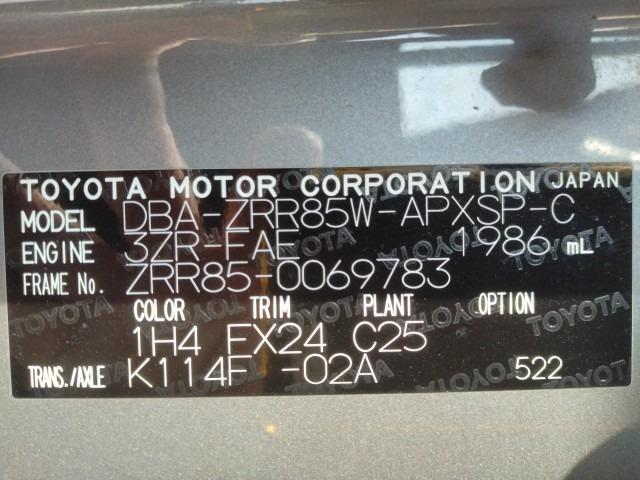 TOYOTA MOTOR CORPORATION JAPAN
MODEL DBA-ZRR85W-APXSP-C
ENGINE 3ZR-FAE 1986 mL
FRAME No. ZRR85-0069783
COLOR TRIM PLANT OPTION
1H4 FX24 C25
TRANS./AXLE K114F -02A 522